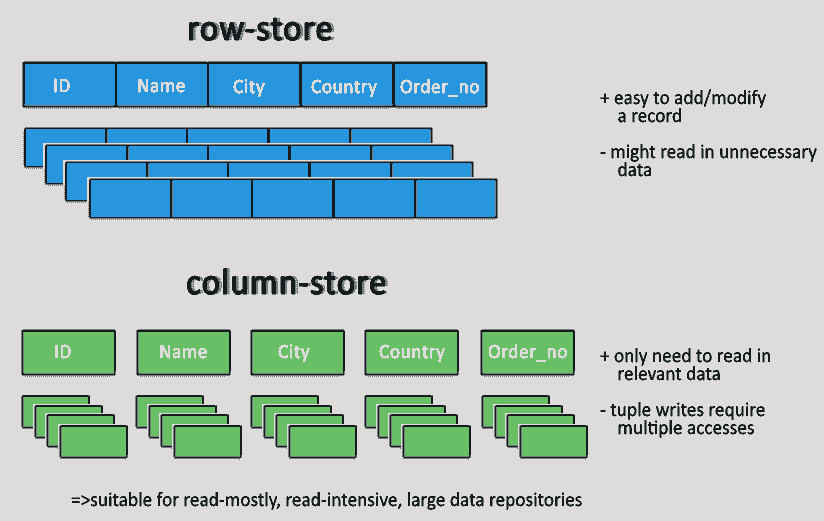 row-store
ID Name City Country Order_no
+ easy to add/modify
a record
- might read in unnecessary
data
column-store
ID Name City Country Order_no
+ only need to read in
relevant data
- tuple writes require
multiple accesses
=>suitable for read-mostly, read-intensive, large data repositories